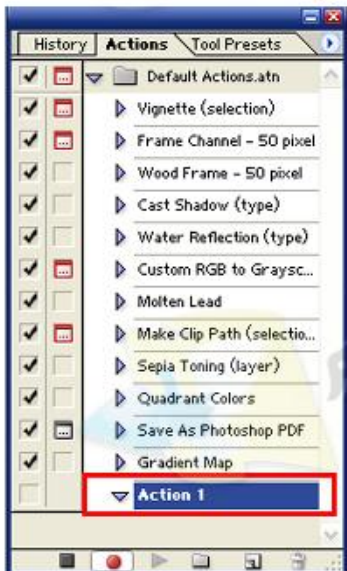 History Actions Tool Presets
Default Actions.atn
Vignette (selection)
Frame Channel - 50 pixel
Wood Frame - 50 pixel
Cast Shadow (type)
Water Reflection (type)
Custom RGB to Graysc...
Molten Lead
Make Clip Path (selectio...
Sepia Toning (layer)
Quadrant Colors
Save As Photoshop PDF
Gradient Map
Action 1